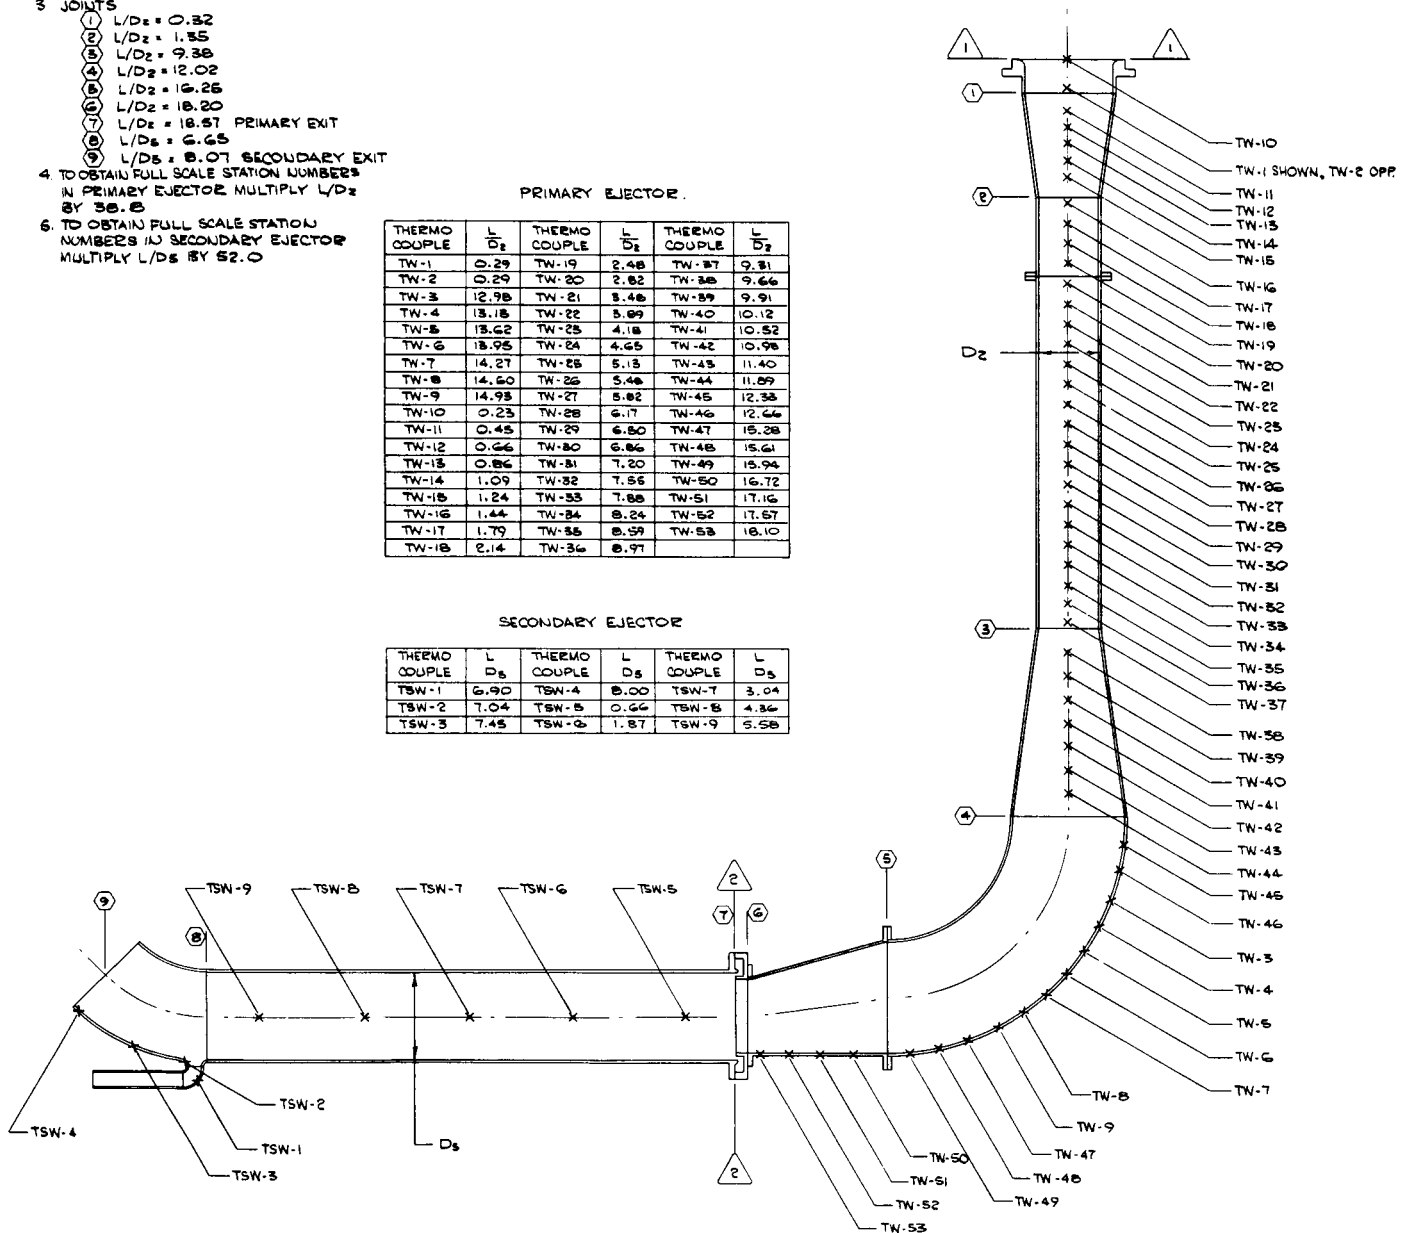 3 JOINTS
1 L/D2 = 0.32
2 L/D2 = 1.35
3 L/D2 = 9.38
4 L/D2 = 12.02
5 L/D2 = 16.25
6 L/D2 = 18.20
7 L/D2 = 18.57 PRIMARY EXIT
8 L/Ds = 6.65
9 L/Ds = 8.07 SECONDARY EXIT
4. TO OBTAIN FULL SCALE STATION NUMBERS
IN PRIMARY EJECTOR MULTIPLY L/D2
BY 38.8
TO OBTAIN FULL SCALE STATION
NUMBERS IN SECONDARY EJECTOR
MULTIPLY L/Ds BY 52.0
PRIMARY EJECTOR.
THERMO COUPLE L/D2 THERMO COUPLE L/D2 THERMO COUPLE L/D2
TW-1 0.29 TW-19 2.48 TW-37 9.31
TW-2 0.29 TW-20 2.82 TW-38 9.66
TW-3 12.98 TW-21 3.48 TW-39 9.91
TW-4 13.18 TW-22 3.89 TW-40 10.12
TW-5 13.62 TW-23 4.18 TW-41 10.52
TW-6 13.95 TW-24 4.65 TW-42 10.98
TW-7 14.27 TW-25 5.13 TW-43 11.40
TW-8 14.60 TW-26 5.48 TW-44 11.89
TW-9 14.93 TW-27 5.82 TW-45 12.33
TW-10 0.23 TW-28 6.17 TW-46 12.66
TW-11 0.45 TW-29 6.50 TW-47 15.28
TW-12 0.66 TW-30 6.86 TW-48 15.61
TW-13 0.86 TW-31 7.20 TW-49 15.94
TW-14 1.09 TW-32 7.55 TW-50 16.72
TW-15 1.24 TW-33 7.88 TW-51 17.16
TW-16 1.44 TW-34 8.24 TW-52 17.57
TW-17 1.79 TW-35 8.59 TW-53 18.10
TW-18 2.14 TW-36 8.97
SECONDARY EJECTOR
THERMO COUPLE L Ds THERMO COUPLE L Ds THERMO COUPLE L Ds
TSW-1 6.90 TSW-4 8.00 TSW-7 3.04
TSW-2 7.04 TSW-5 0.66 TSW-8 4.36
TSW-3 7.45 TSW-6 1.87 TSW-9 5.58
1
1
1
2
D2
3
4
5
TW-10
TW-1 SHOWN, TW-2 OPP.
TW-11
TW-12
TW-13
TW-14
TW-15
TW-16
TW-17
TW-18
TW-19
TW-20
TW-21
TW-22
TW-23
TW-24
TW-25
TW-26
TW-27
TW-28
TW-29
TW-30
TW-31
TW-32
TW-33
TW-34
TW-35
TW-36
TW-37
TW-38
TW-39
TW-40
TW-41
TW-42
TW-43
TW-44
TW-45
TW-46
TW-3
TW-4
TW-5
TW-6
TW-7
TW-8
TW-9
TW-47
TW-48
TW-49
TW-50
TW-51
TW-52
TW-53
2
7
6
TSW-9
TSW-8
TSW-7
TSW-6
TSW-5
9
8
TSW-4
TSW-2
TSW-1
TSW-3
Ds
2